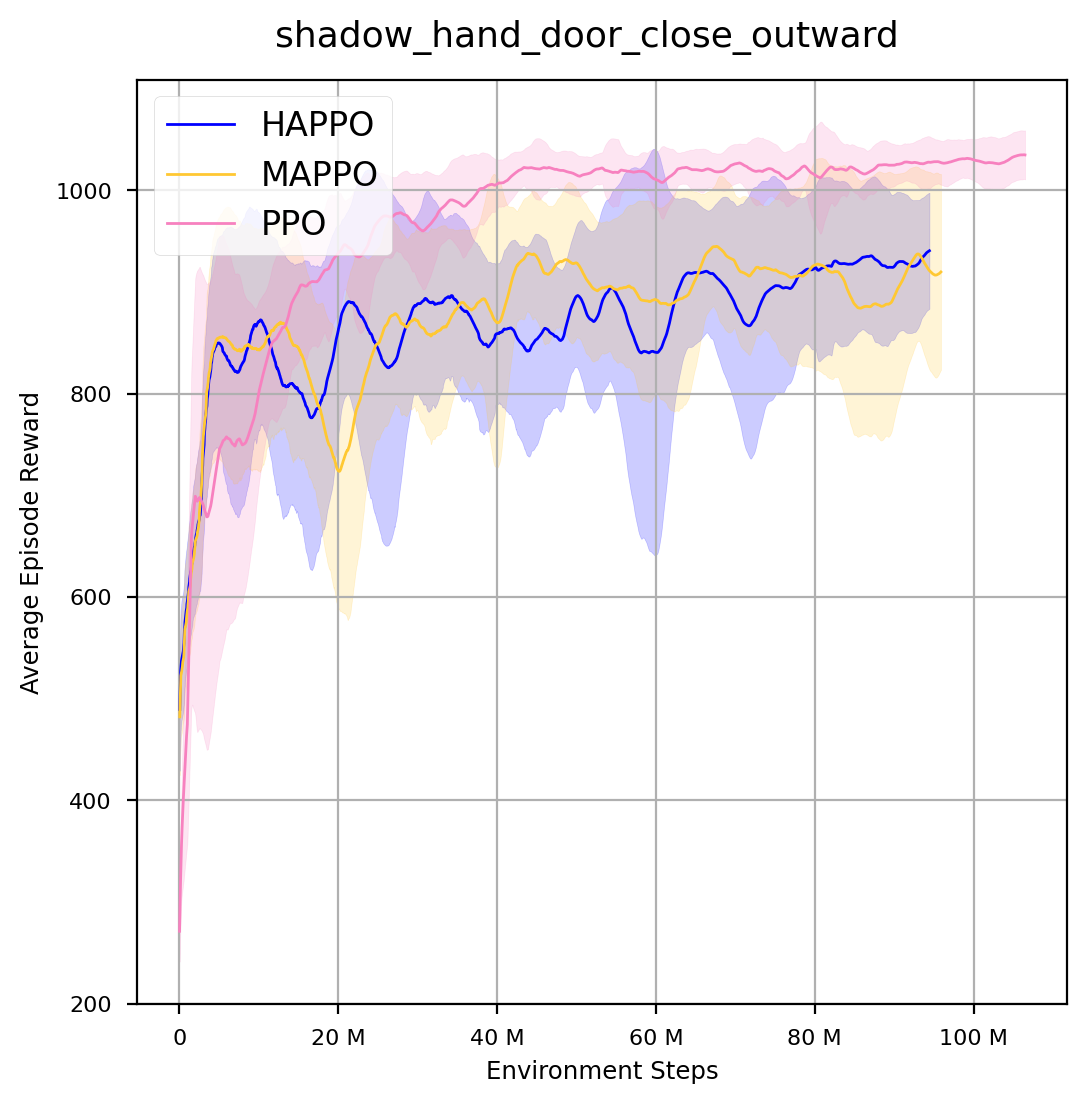 shadow_hand_door_close_outward
HAPPO
MAPPO
PPO
1000
800
600
400
200
Average Episode Reward
0
20 M
40 M
60 M
80 M
100 M
Environment Steps